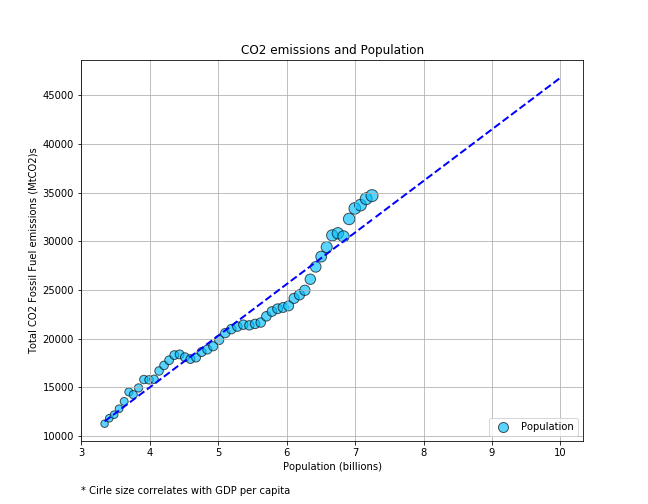 CO2 emissions and Population
Total CO2 Fossil Fuel emissions (MtCO2)s
45000
40000
35000
30000
25000
20000
15000
10000
3 4 5 6 7 8 9 10
Population
Population (billions)
* Cirle size correlates with GDP per capita